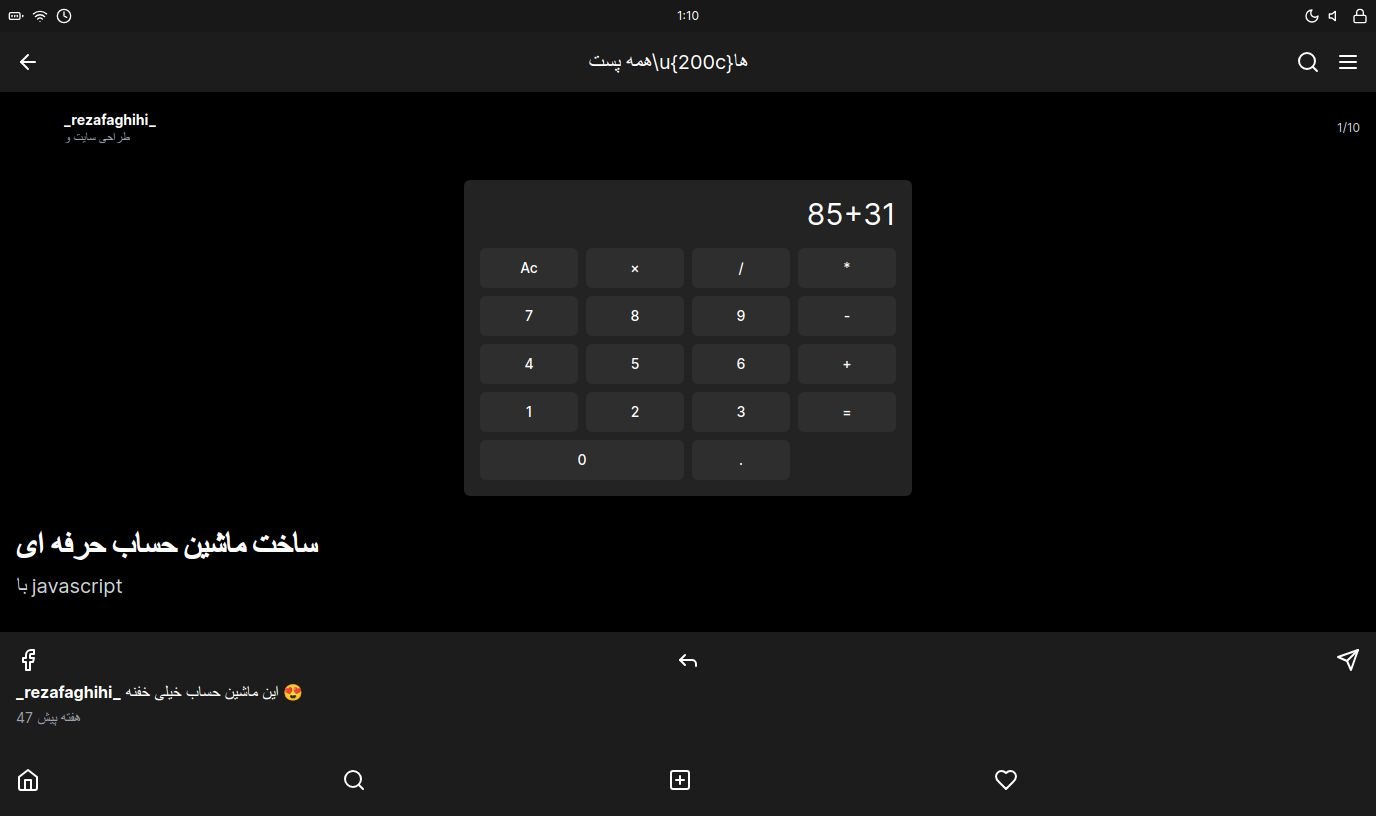 1:10
همه پست\u{200c}ها
_rezafaghihi_
طراحی سایت و
1/10
85+31
Ac × / *
7 8 9 -
4 5 6 +
1 2 3 =
0 .
ساخت ماشین حساب حرفه ای
با javascript
_rezafaghihi_ این ماشین حساب خیلی خفنه 😍
47 هفته پیش